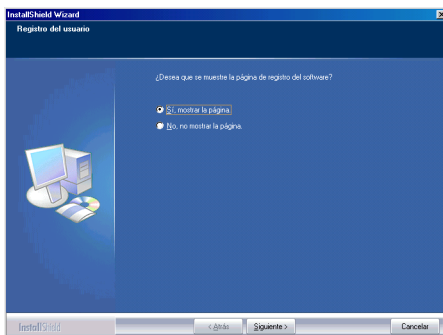 InstallShield Wizard
Registro del usuario
¿Desea que se muestre la página de registro del software?
Sí, mostrar la página.
No, no mostrar la página.
InstallShield
< Atrás
Siguiente >
Cancelar